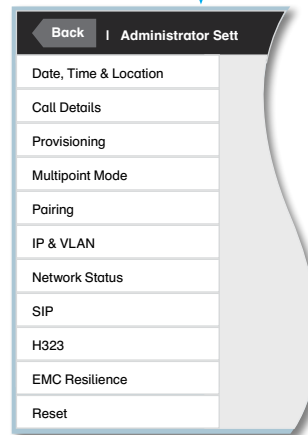 Back | Administrator Sett
Date, Time & Location
Call Details
Provisioning
Multipoint Mode
Pairing
IP & VLAN
Network Status
SIP
H323
EMC Resilience
Reset